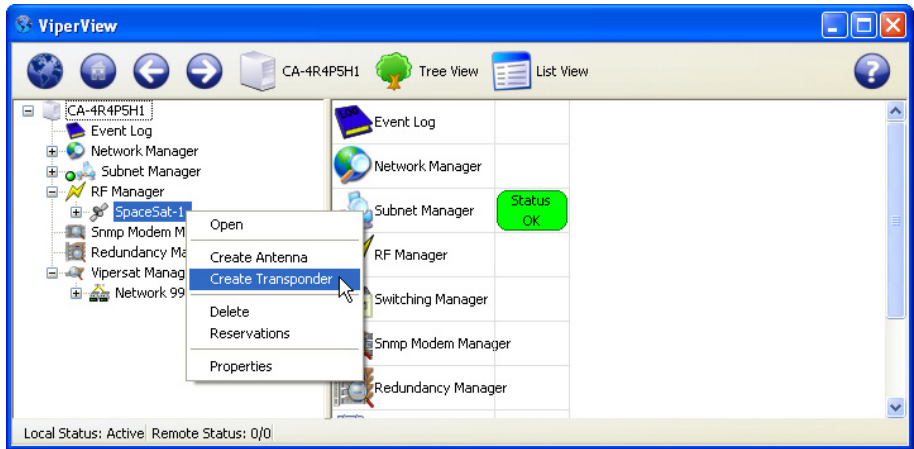 ViperView
CA-4R4P5H1 Tree View List View
CA-4R4P5H1
Event Log
Network Manager
Subnet Manager
RF Manager
SpaceSat-1
Snmp Modem M
Redundancy Ma
Vipersat Manag
Network 99
Open
Create Antenna
Create Transponder
Delete
Reservations
Properties
LOG
Event Log
Network Manager
Subnet Manager
Status
OK
RF Manager
Switching Manager
Snmp Modem Manager
Redundancy Manager
Local Status: Active Remote Status: 0/0